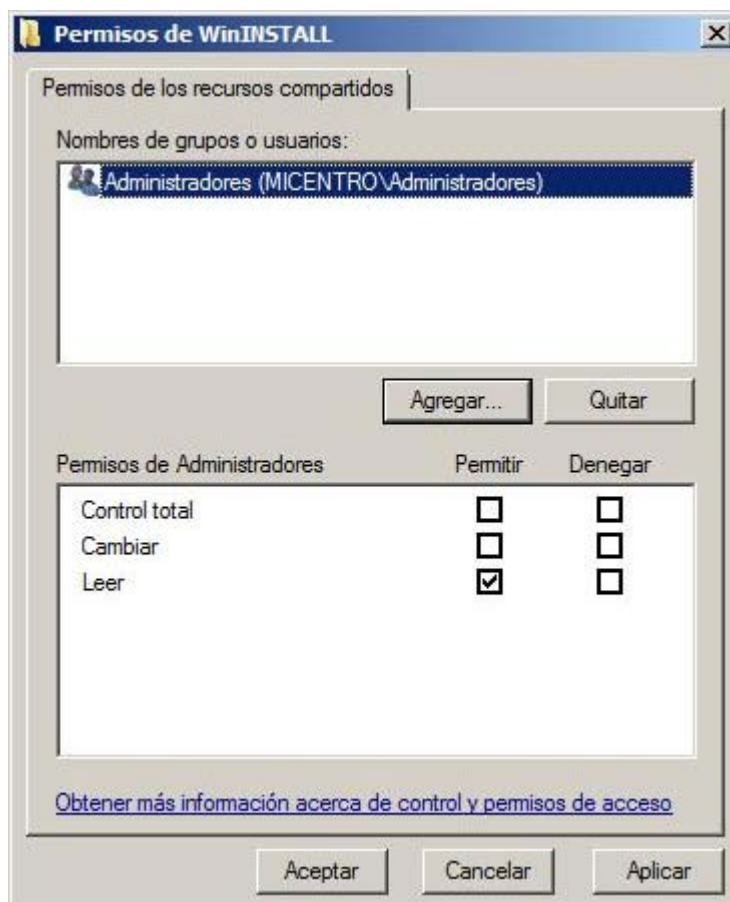 Permisos de WinINSTALL
Permisos de los recursos compartidos
Nombres de grupos o usuarios:
Administradores (MICENTRO\Administradores)
Agregar... Quitar
Permisos de Administradores Permitir Denegar
Control total
Cambiar
Leer
Obtener más información acerca de control y permisos de acceso
Aceptar Cancelar Aplicar